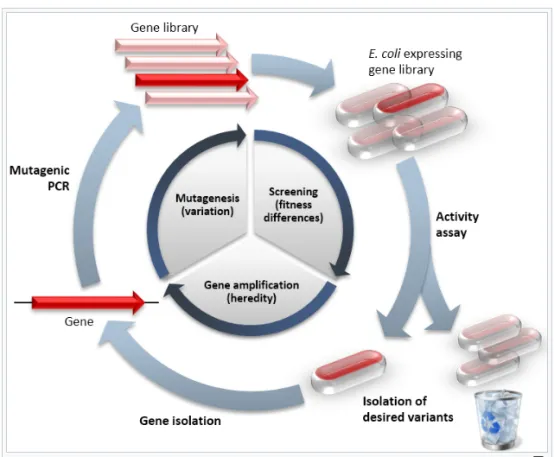 Gene library
E. coli expressing
gene library
Mutagenic
PCR
Mutagenesis
(variation)
Screening
(fitness
differences)
Activity
assay
Gene amplification
(heredity)
Gene
Isolation of
desired variants
Gene isolation